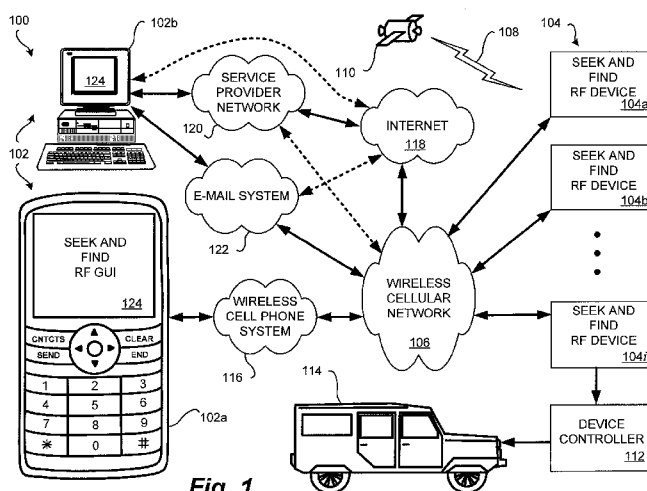 100
102b
124
102
SERVICE
PROVIDER
NETWORK
120
110
108
104
SEEK AND
FIND
RF DEVICE
104a
INTERNET
118
SEEK AND
FIND
RF DEVICE
104b
E-MAIL SYSTEM
122
SEEK AND
FIND
RF GUI
124
WIRELESS
CELLULAR
NETWORK
106
WIRELESS
CELL PHONE
SYSTEM
116
SEEK AND
FIND
RF DEVICE
104i
CNTCTS
CLEAR
SEND
END
1 2 3
4 5 6
7 8 9
* 0 #
102a
114
DEVICE
CONTROLLER
112
Fig. 1